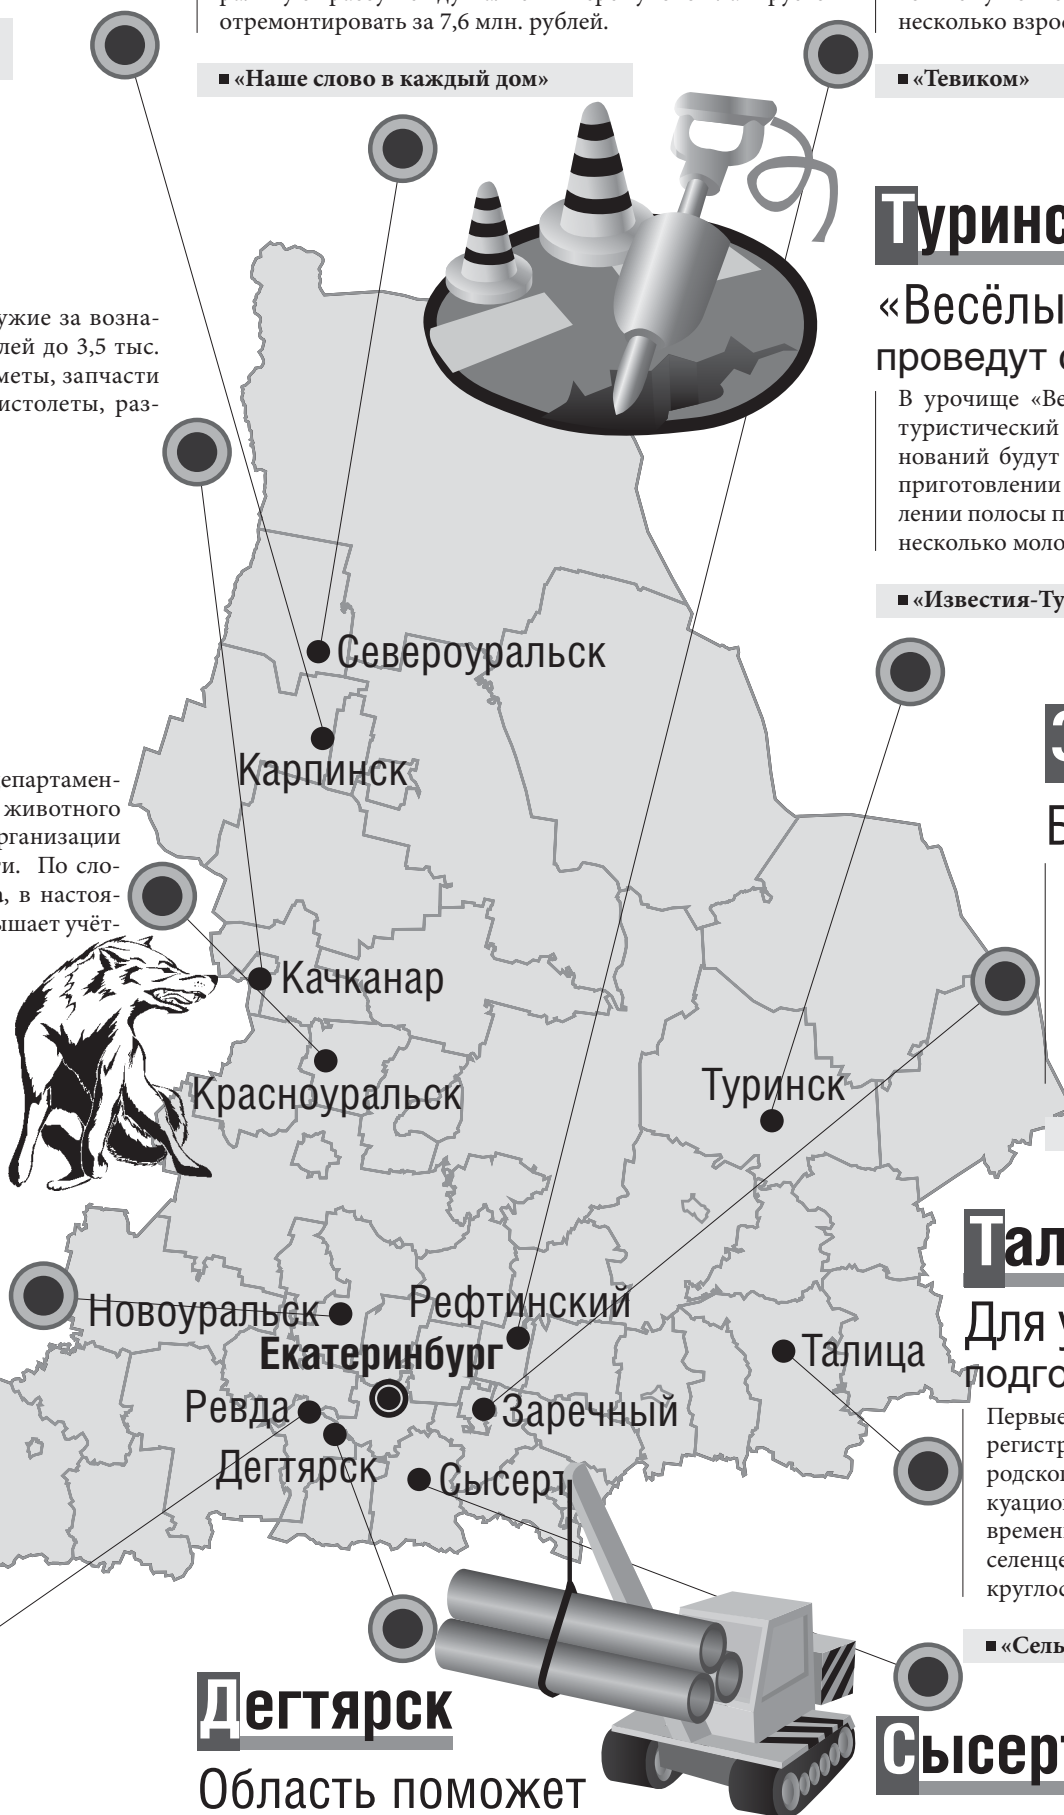 отремонтировать за 7,6 млн. рублей.
«Наше слово в каждый дом»
«Тевиком»
Туринс
«Весёлы
проведут
В урочище «Ве
туристический
нований будут
приготовлении
лении полосы п
несколько моло
«Известия-Ту
ужие за возна-
лей до 3,5 тыс.
меты, запчасти
истолеты, раз-
епартамен-
животного
рганизации
ти. По сло-
а, в настоя-
ышает учёт-
Североуральск
Карпинск
Качканар
Красноуральск
Туринск
Новоуральск
Рефтинский
Екатеринбург
Талица
Ревда
Заречный
Дегтярск
Сысерт
Тал
Для у
подго
Первые
регистр
родско
куацион
времен
селенце
круглос
«Сель
Дегтярск
Область поможет
Сысерт